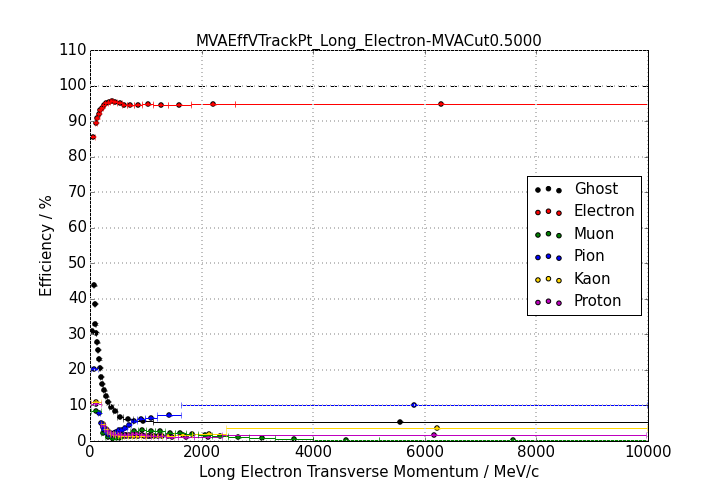 MVAEffVTrackPt_Long_Electron-MVACut0.5000
110
100
90
80
70
60
50
40
30
20
10
0
Efficiency / %
Ghost
Electron
Muon
Pion
Kaon
Proton
0 2000 4000 6000 8000 10000
Long Electron Transverse Momentum / MeV/c